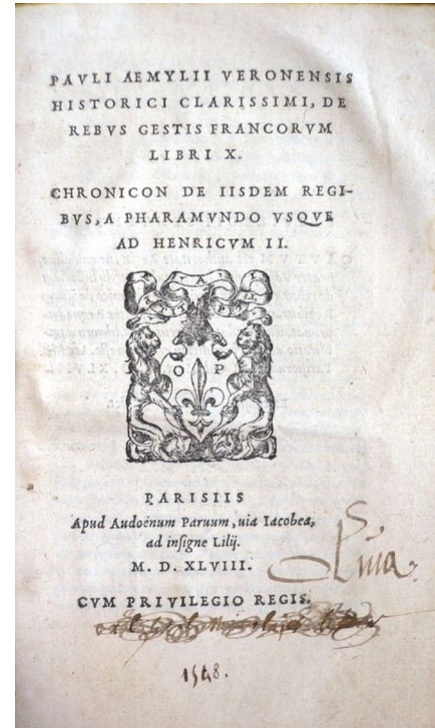 PAVLI AEMYLII VERONENSIS
HISTORICI CLARISSIMI, DE
REBVS GESTIS FRANCORVM
LIBRI X.
CHRONICON DE IISDEM REGI-
BVS, A PHARAMVNDO VSQVE
AD HENRICVM II.
O P
PARISIIS
Apud Audoënum Paruum, uia Iacobea,
ad insigne Lilij.
M. D. XLVIII.
CVM PRIVILEGIO REGIS.
1548.